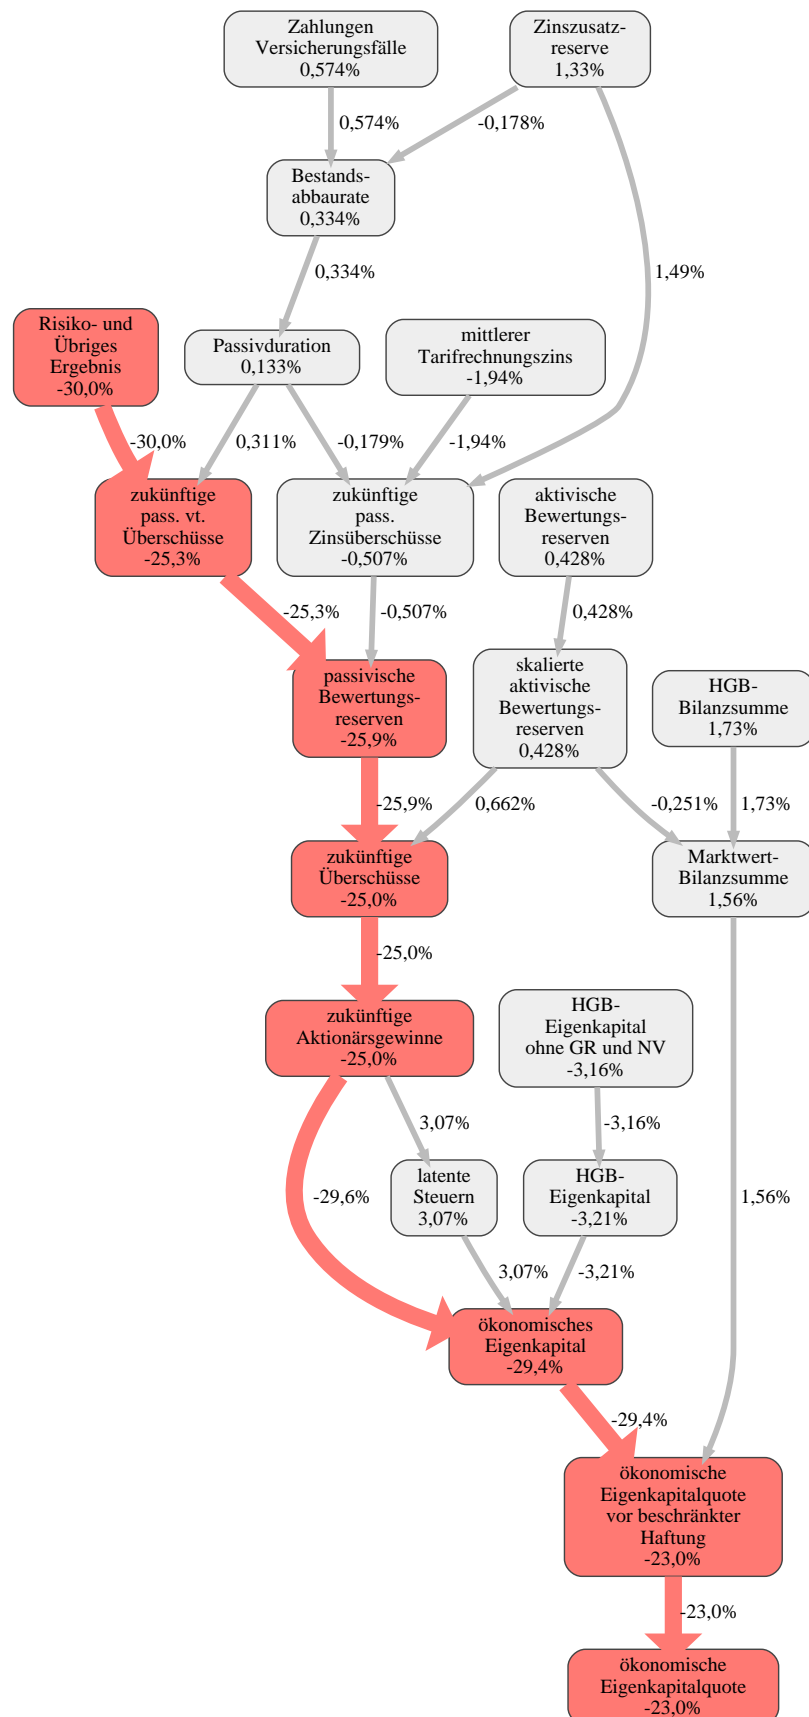 Zahlungen
Versicherungsfälle
0,574%
Zinszusatz-
reserve
1,33%
0,574%
-0,178%
Bestands-
abbaurate
0,334%
0,334%
1,49%
Risiko- und
Übriges
Ergebnis
-30,0%
Passivduration
0,133%
mittlerer
Tarifrechnungszins
-1,94%
-30,0%
0,311%
-0,179%
-1,94%
zukünftige
pass. vt.
Überschüsse
-25,3%
zukünftige
pass.
Zinsüberschüsse
-0,507%
aktivische
Bewertungs-
reserven
0,428%
-25,3%
-0,507%
0,428%
passivische
Bewertungs-
reserven
-25,9%
skalierte
aktivische
Bewertungs-
reserven
0,428%
HGB-
Bilanzsumme
1,73%
-25,9%
0,662%
-0,251%
1,73%
zukünftige
Überschüsse
-25,0%
Marktwert-
Bilanzsumme
1,56%
-25,0%
zukünftige
Aktionärsgewinne
-25,0%
HGB-
Eigenkapital
ohne GR und NV
-3,16%
3,07%
-3,16%
-29,6%
latente
Steuern
3,07%
HGB-
Eigenkapital
-3,21%
1,56%
3,07%
-3,21%
ökonomisches
Eigenkapital
-29,4%
-29,4%
ökonomische
Eigenkapitalquote
vor beschränkter
Haftung
-23,0%
-23,0%
ökonomische
Eigenkapitalquote
-23,0%